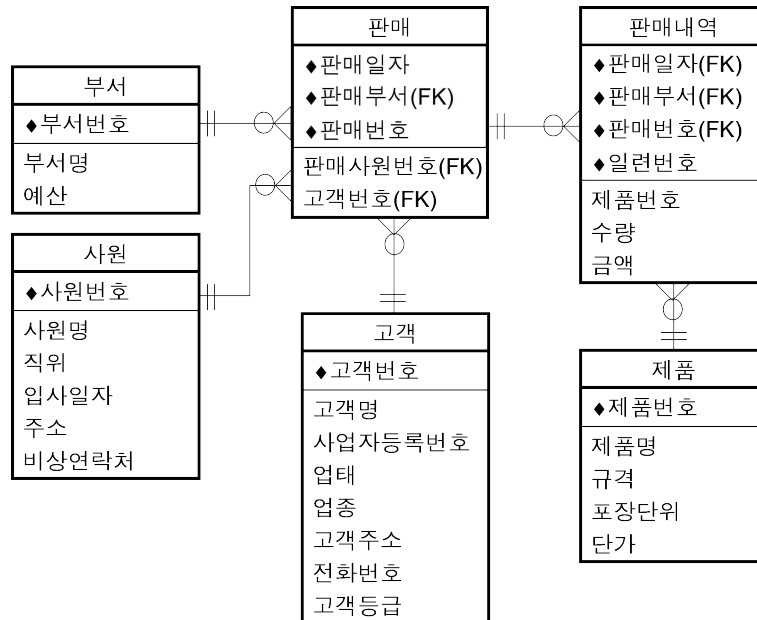 부서
◆부서번호
부서명
예산
사원
◆사원번호
사원명
직위
입사일자
주소
비상연락처
판매
◆판매일자
◆판매부서(FK)
◆판매번호
판매사원번호(FK)
고객번호(FK)
고객
◆고객번호
고객명
사업자등록번호
업태
업종
고객주소
전화번호
고객등급
판매내역
◆판매일자(FK)
◆판매부서(FK)
◆판매번호(FK)
◆일련번호
제품번호
수량
금액
제품
◆제품번호
제품명
규격
포장단위
단가